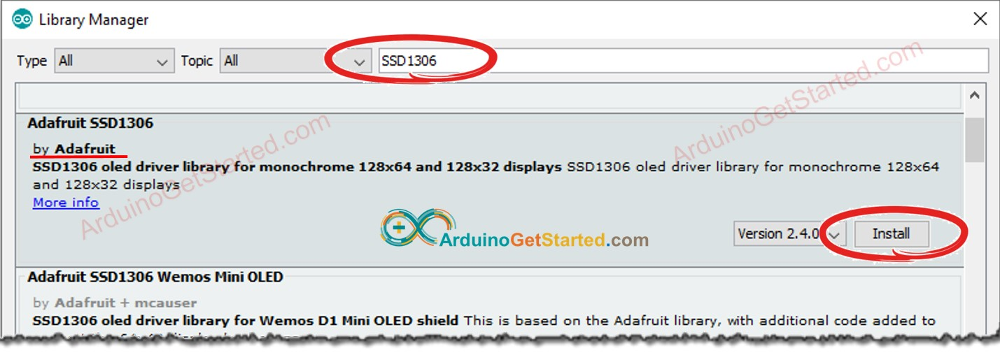 Library Manager
Type All Topic All SSD1306
Adafruit SSD1306
by Adafruit
SSD1306 oled driver library for monochrome 128x64 and 128x32 displays SSD1306 oled driver library for monochrome 128x64
and 128x32 displays
More info
Version 2.4.0 Install
ArduinoGetStarted.com
ArduinoGetStarted.com
ArduinoGetStarted.com
Adafruit SSD1306 Wemos Mini OLED
by Adafruit + mcauser
SSD1306 oled driver library for Wemos D1 Mini OLED shield This is based on the Adafruit library, with additional code added to